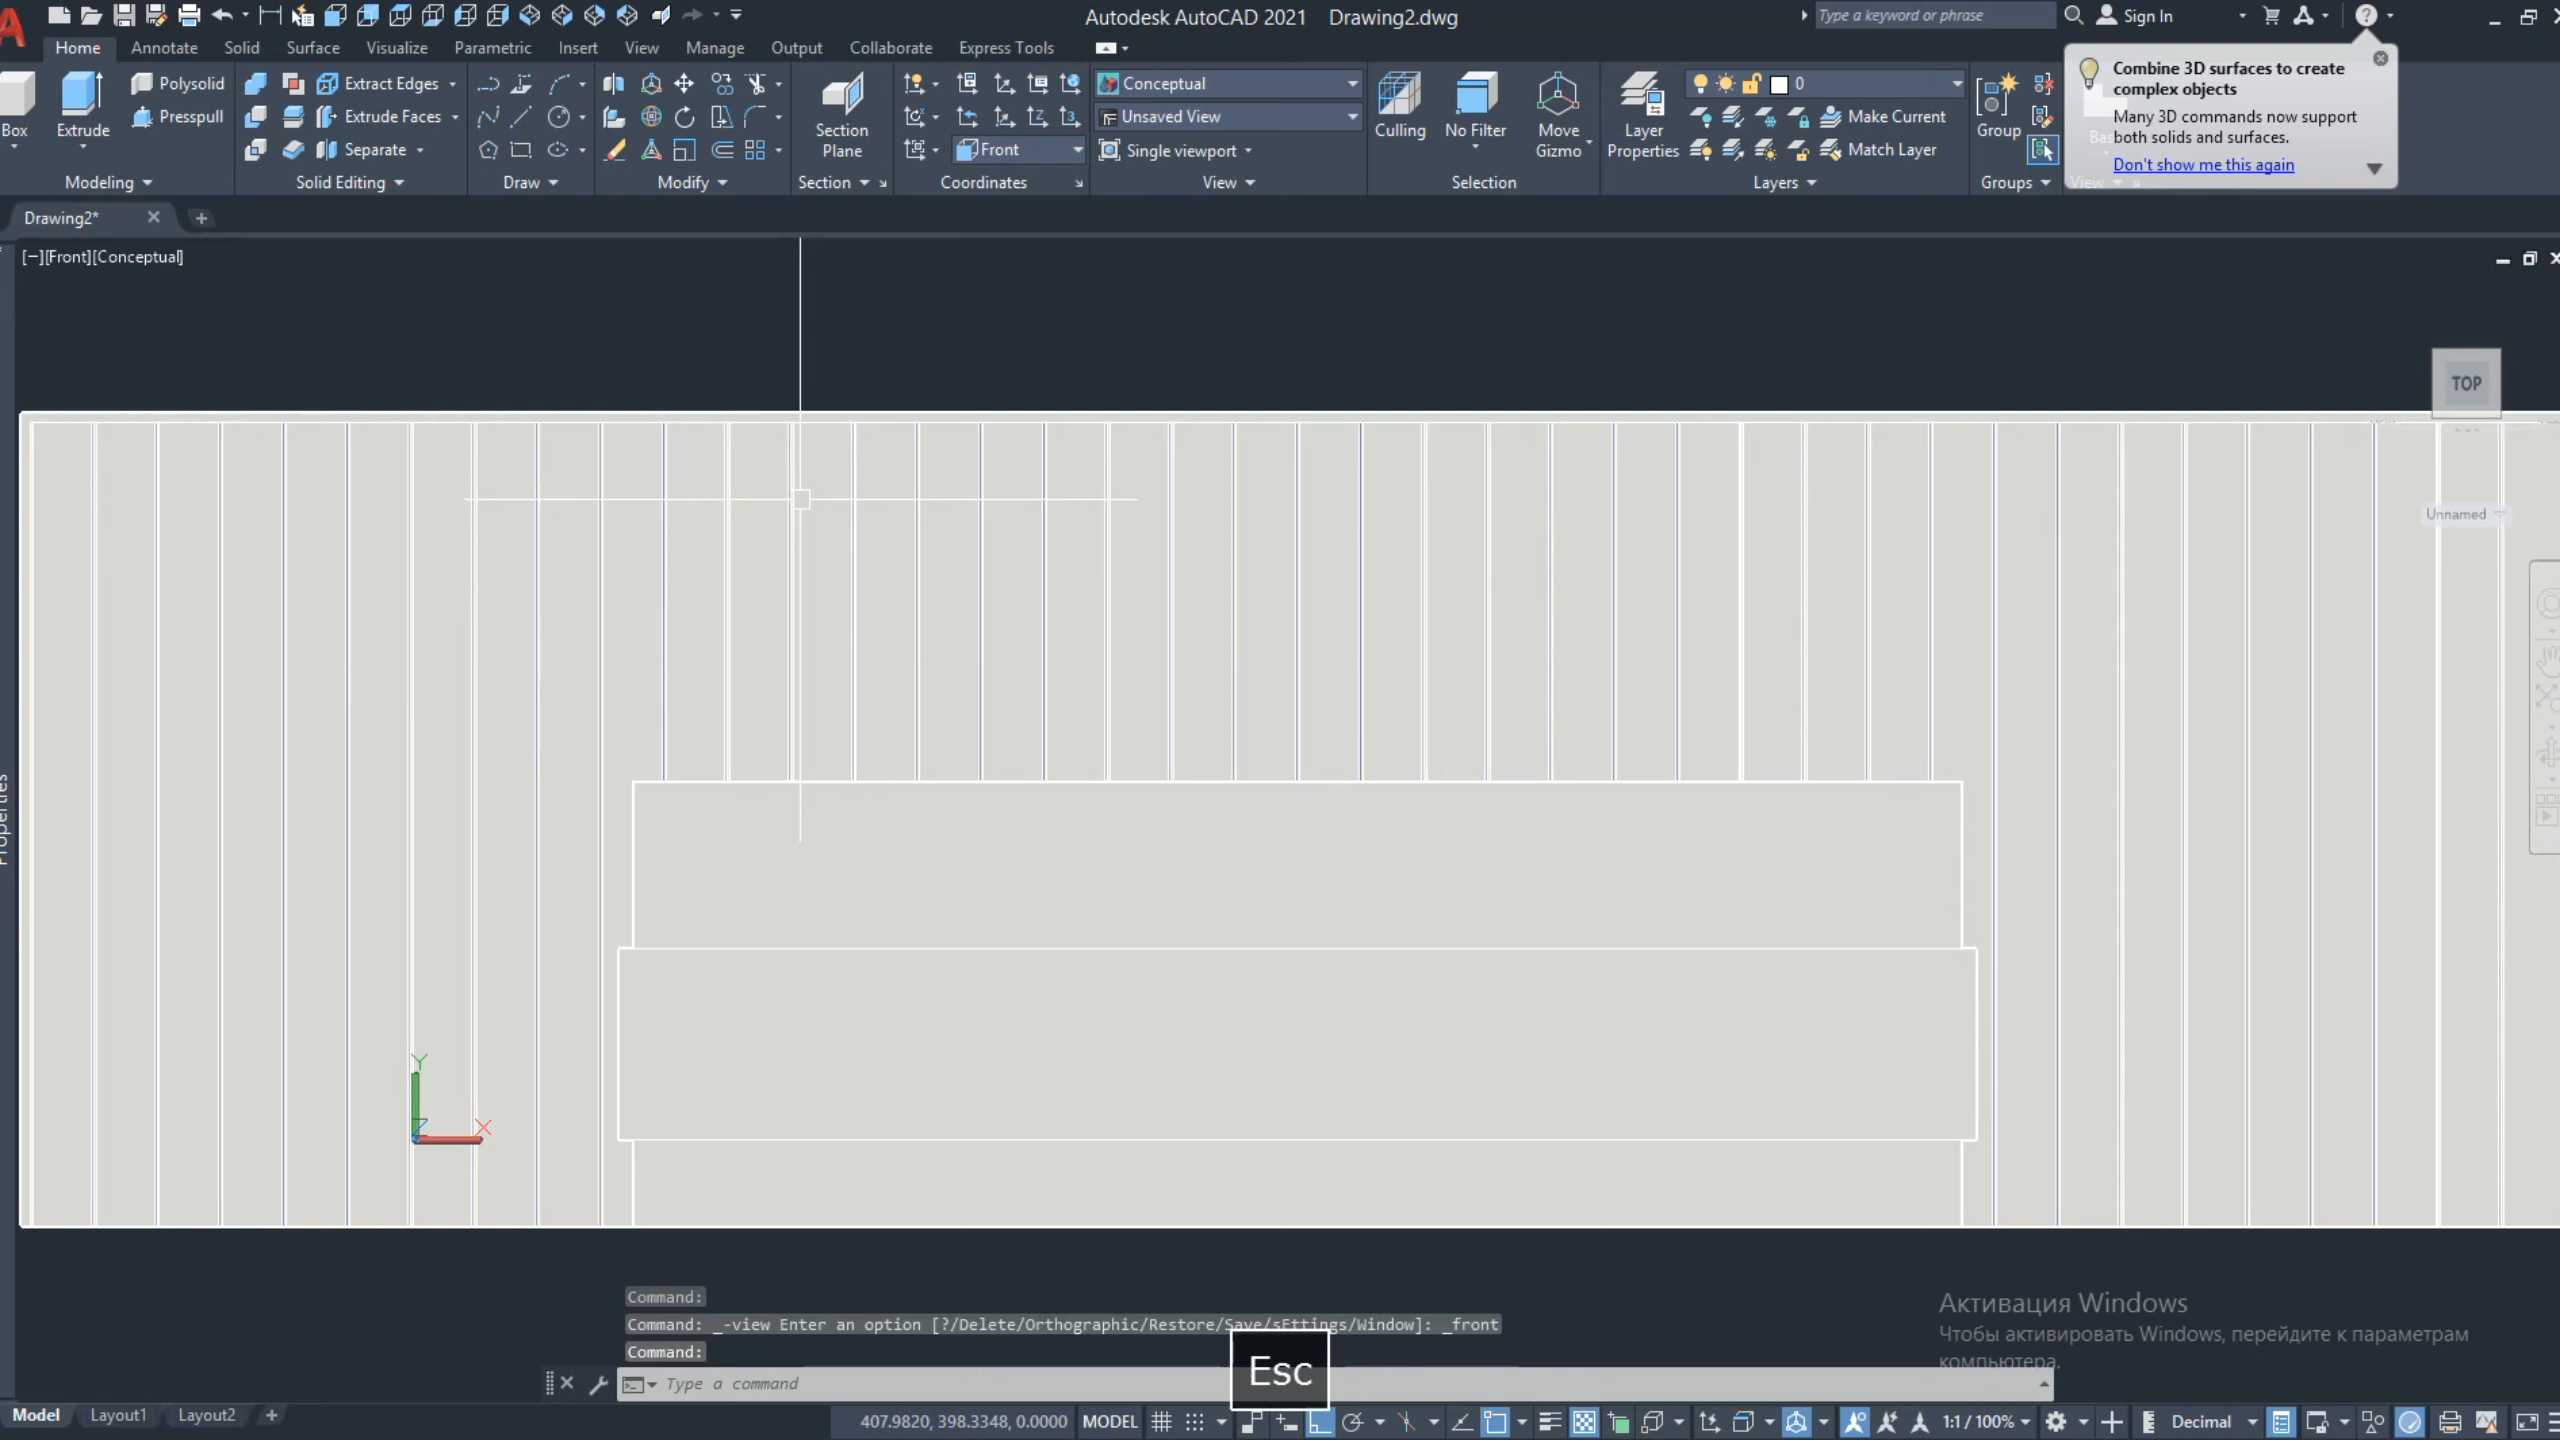 Autodesk AutoCAD 2021 Drawing2.dwg
Type a keyword or phrase
Sign In
Home Annotate Solid Surface Visualize Parametric Insert View Manage Output Collaborate Express Tools
Box
Extrude
Polysolid
Presspull
Modeling
Extract Edges
Extrude Faces
Separate
Solid Editing
Draw
Modify
Section
Plane
Section
Front
Coordinates
Conceptual
Unsaved View
Single viewport
View
Culling
No Filter
Move
Gizmo
Selection
Layer
Properties
0
Make Current
Match Layer
Layers
Group
Groups
View
Combine 3D surfaces to create
complex objects
Many 3D commands now support
both solids and surfaces.
Don't show me this again
Drawing2*
[−][Front][Conceptual]
TOP
Unnamed
Properties
Y
Z
X
Command:
Command: _-view Enter an option [?/Delete/Orthographic/Restore/Save/sEttings/Window]: _front
Command:
Esc
Type a command
Активация Windows
Чтобы активировать Windows, перейдите к параметрам
компьютера.
Model Layout1 Layout2
407.9820, 398.3348, 0.0000 MODEL
1:1 / 100%
Decimal